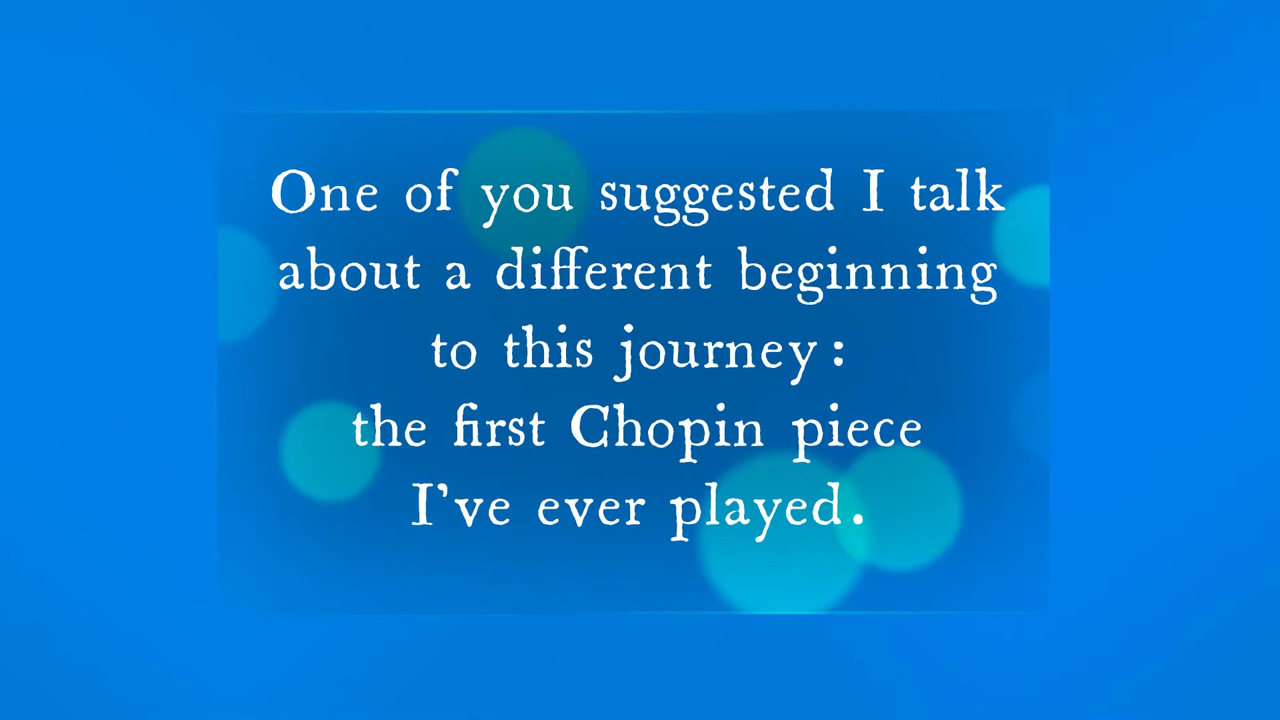 One of you suggested I talk
about a different beginning
to this journey:
the first Chopin piece
I've ever played.